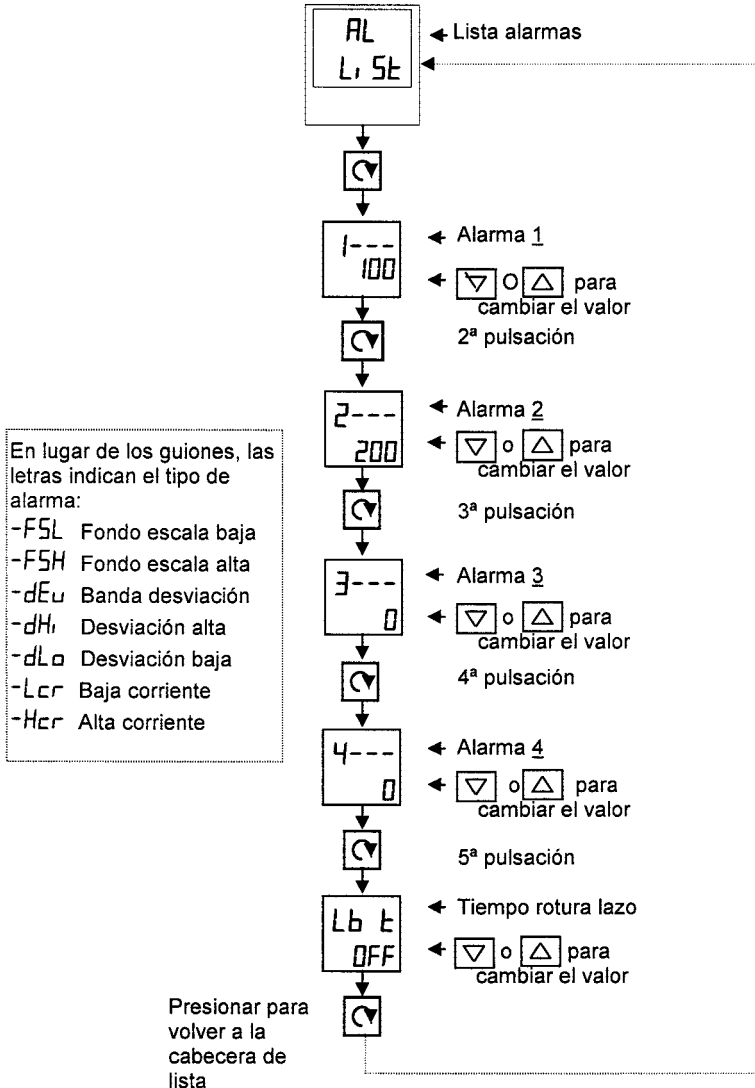 AL
Lista alarmas
Li St
1---
Alarma 1
100
O para
cambiar el valor
2ª pulsación
2---
Alarma 2
200
o para
cambiar el valor
3ª pulsación
En lugar de los guiones, las
letras indican el tipo de
alarma:
-FSL Fondo escala baja
-FSH Fondo escala alta
-dEu Banda desviación
-dHi Desviación alta
-dLo Desviación baja
-Lcr Baja corriente
-Hcr Alta corriente
3---
Alarma 3
0
o para
cambiar el valor
4ª pulsación
4---
Alarma 4
0
o para
cambiar el valor
5ª pulsación
Lb t
Tiempo rotura lazo
OFF
o para
cambiar el valor
Presionar para
volver a la
cabecera de
lista